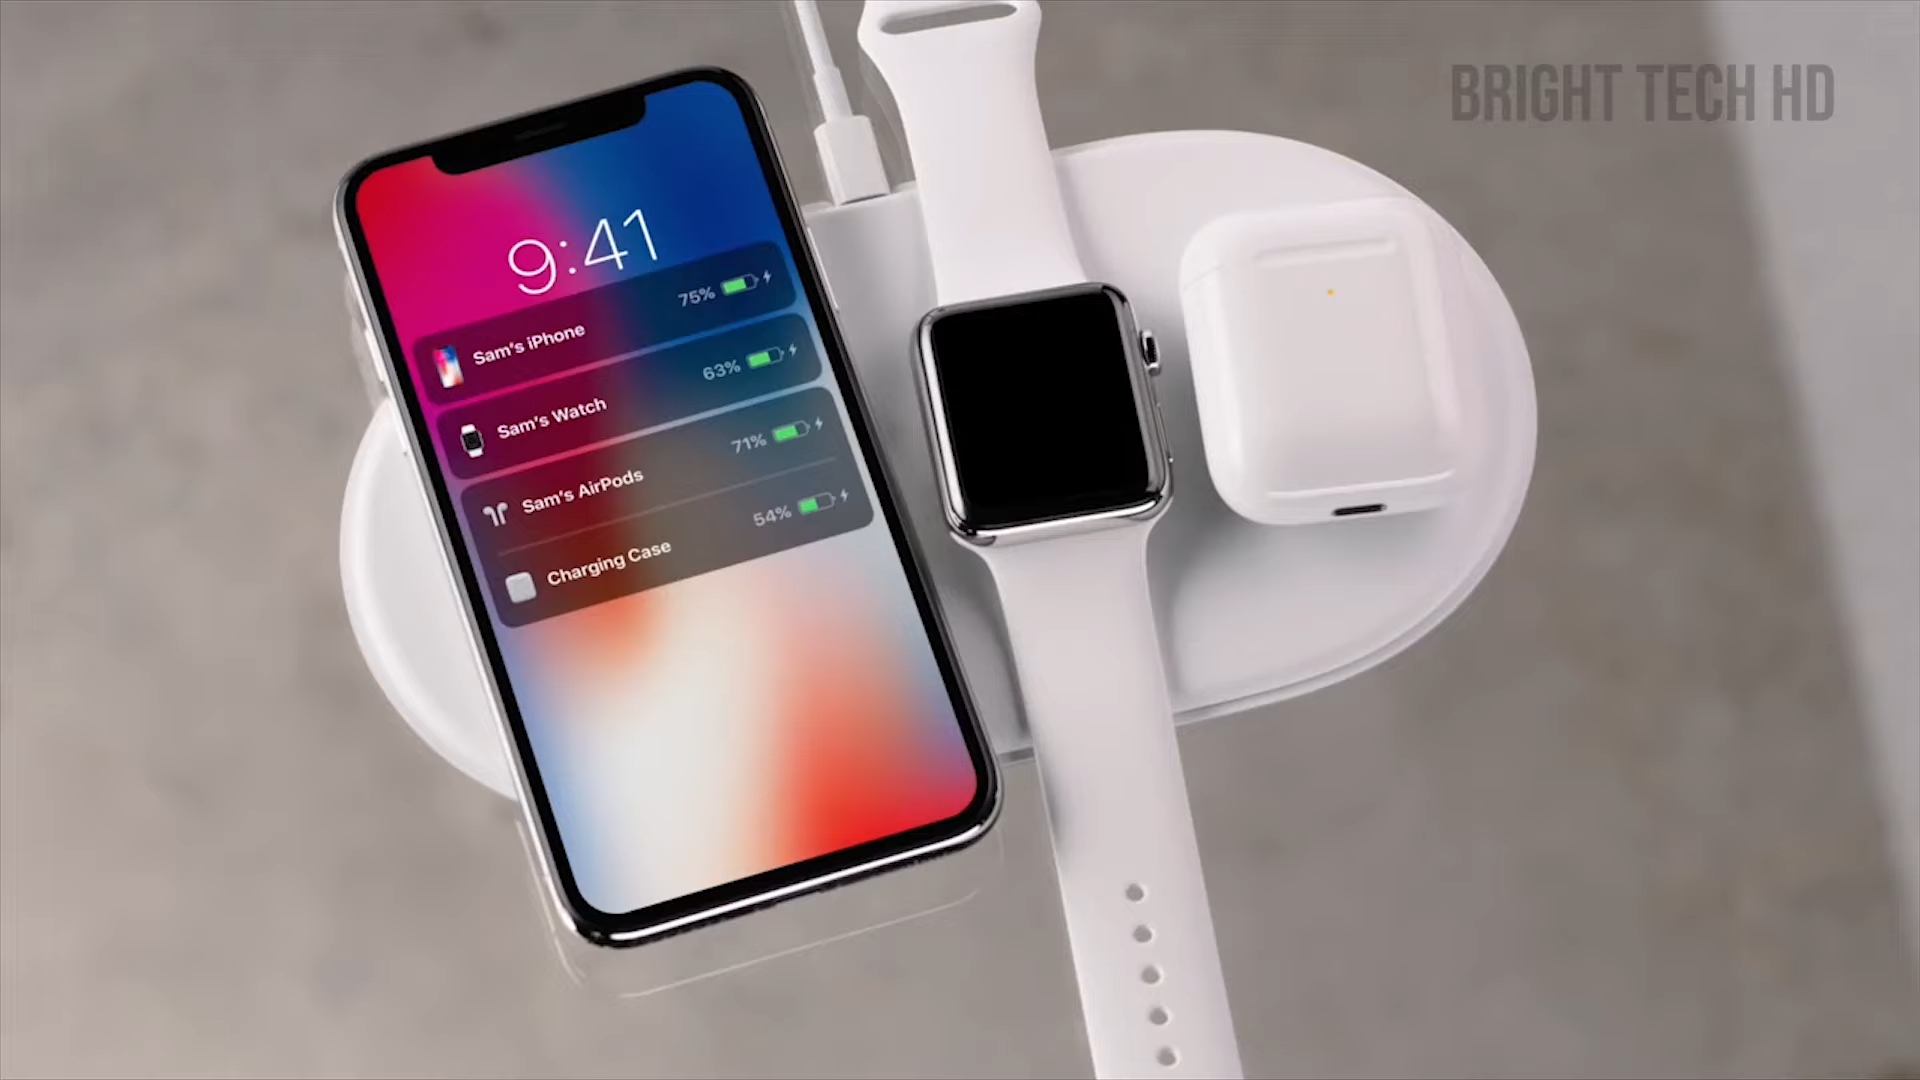 BRIGHT TECH HD
9:41
Sam's iPhone 75%
Sam's Watch 63%
Sam's AirPods 71%
Charging Case 54%